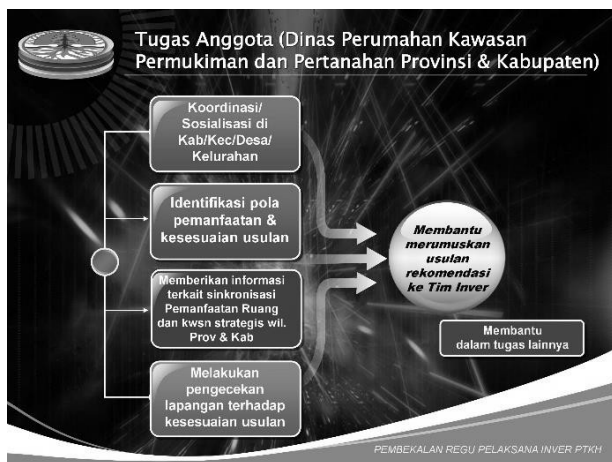 Tugas Anggota (Dinas Perumahan Kawasan
Permukiman dan Pertanahan Provinsi & Kabupaten)
Koordinasi/
Sosialisasi di
Kab/Kec/Desa/
Kelurahan
Identifikasi pola
pemanfaatan &
kesesuaian usulan
Memberikan informasi
terkait sinkronisasi
Pemanfaatan Ruang
dan kwsn strategis wil.
Prov & Kab
Melakukan
pengecekan
lapangan terhadap
kesesuaian usulan
Membantu
merumuskan
usulan
rekomendasi
ke Tim Inver
Membantu
dalam tugas lainnya
PEMBEKALAN REGU PELAKSANA INVER PTKH